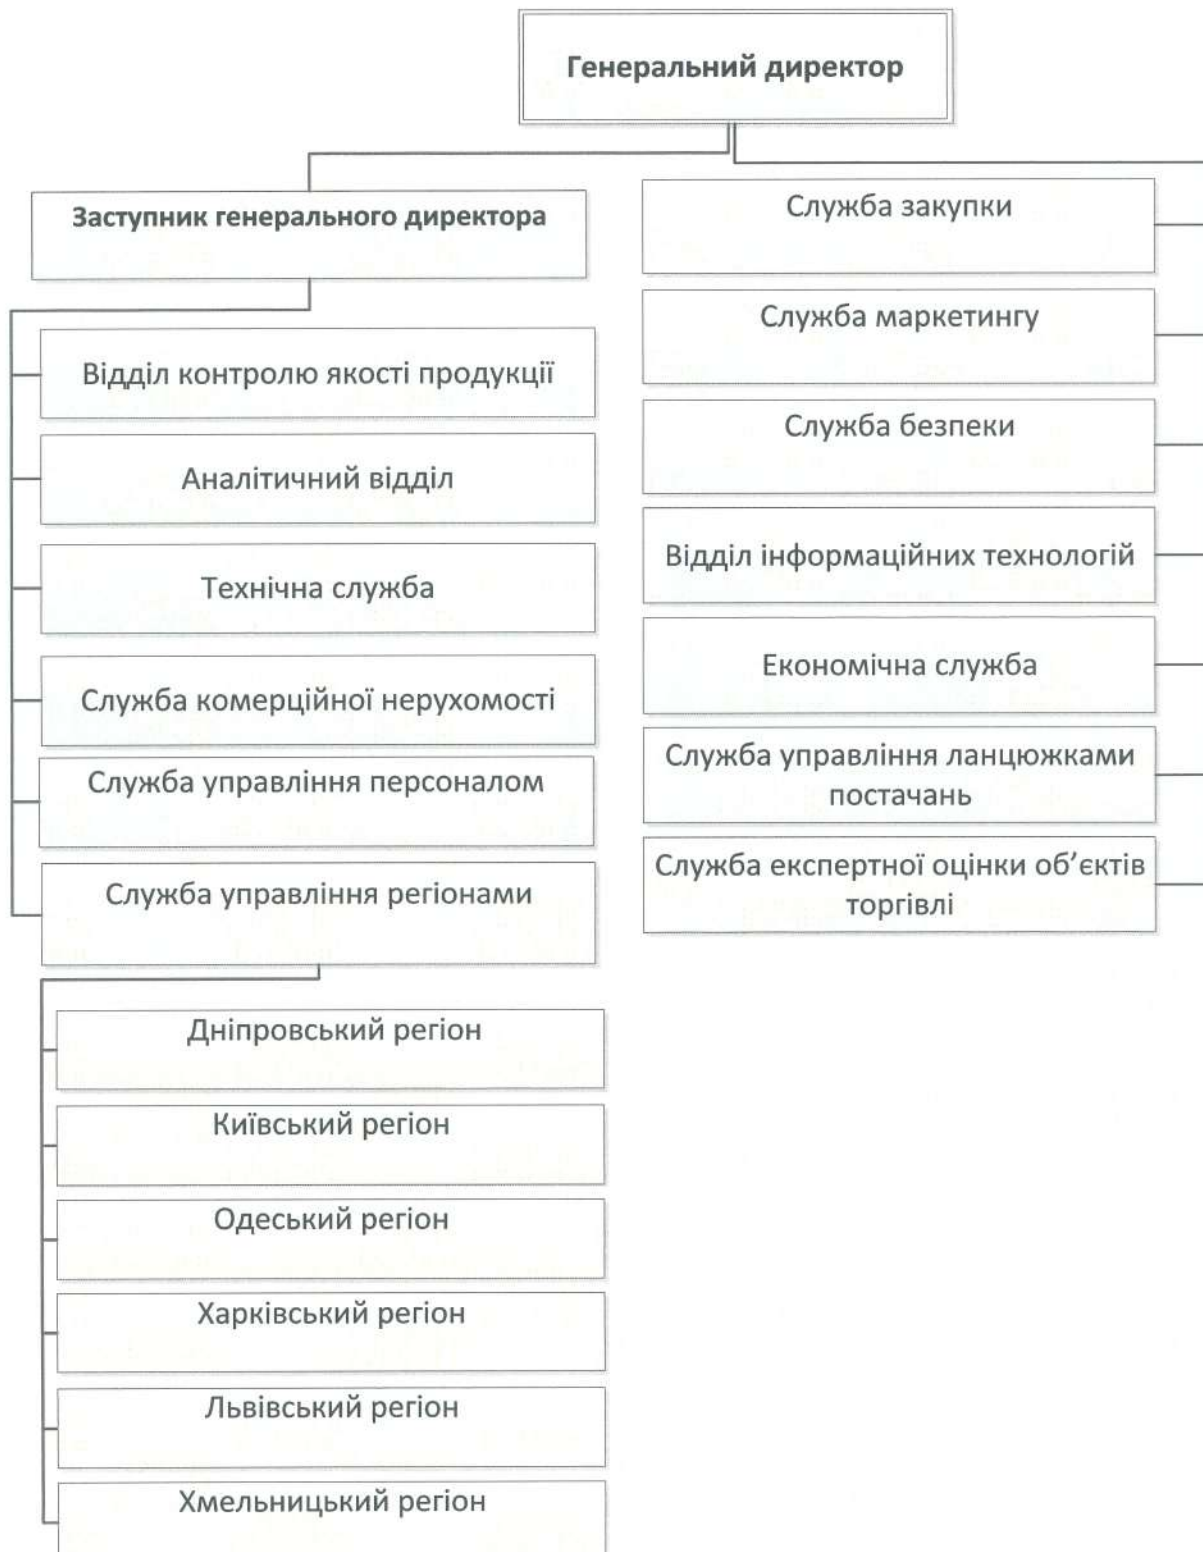 Генеральний директор
Заступник генерального директора
Відділ контролю якості продукції
Аналітичний відділ
Технічна служба
Служба комерційної нерухомості
Служба управління персоналом
Служба управління регіонами
Дніпровський регіон
Київський регіон
Одеський регіон
Харківський регіон
Львівський регіон
Хмельницький регіон
Служба закупки
Служба маркетингу
Служба безпеки
Відділ інформаційних технологій
Економічна служба
Служба управління ланцюжками
постачань
Служба експертної оцінки об’єктів
торгівлі